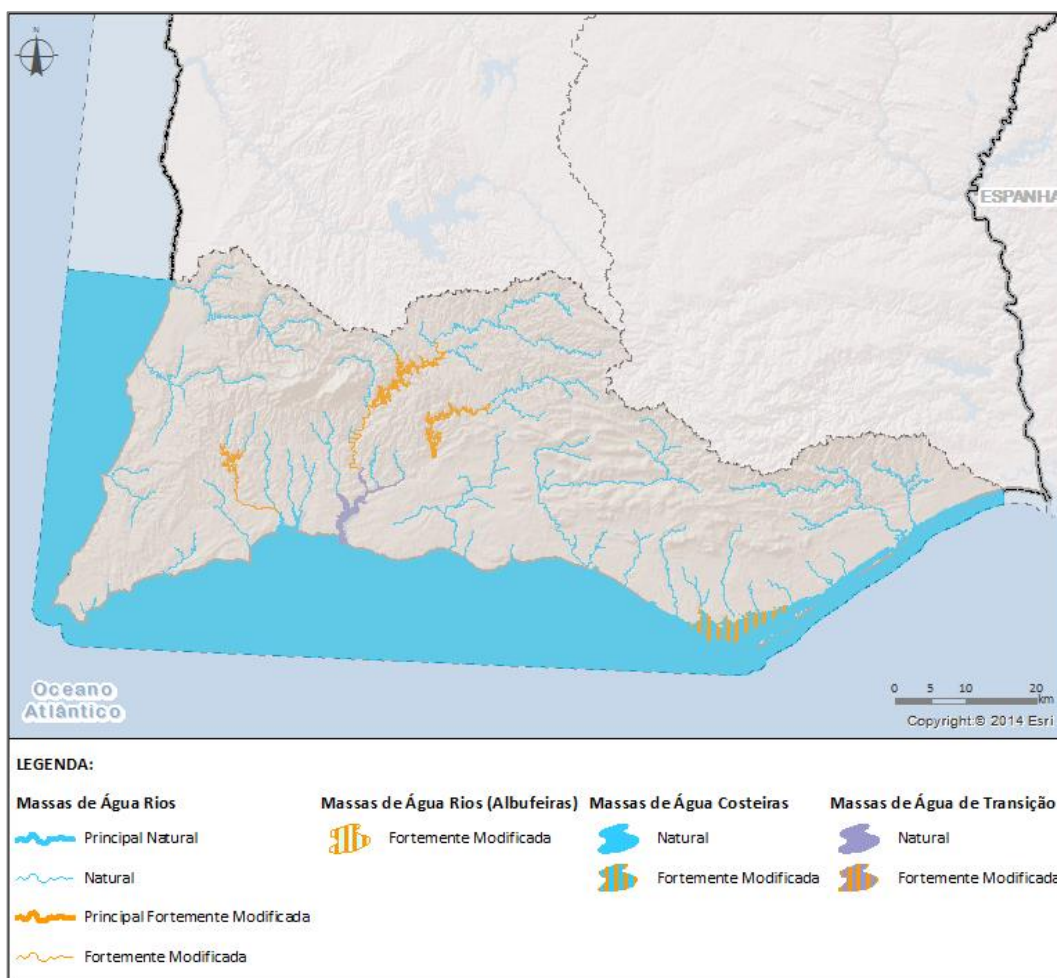 N
ESPANHA
Oceano
Atlântico
0 5 10 20
km
Copyright:© 2014 Esri
LEGENDA:
Massas de Água Rios
Principal Natural
Natural
Principal Fortemente Modificada
Fortemente Modificada
Massas de Água Rios (Albufeiras)
Fortemente Modificada
Massas de Água Costeiras
Natural
Fortemente Modificada
Massas de Água de Transição
Natural
Fortemente Modificada